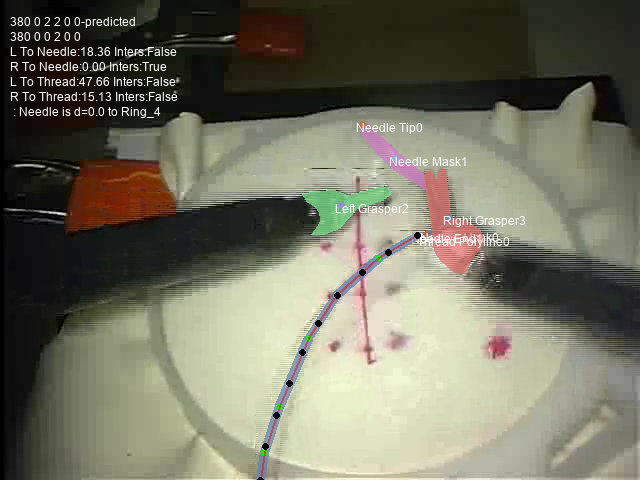 380 0 2 2 0 0-predicted
380 0 0 2 0 0
L To Needle:18.36 Inters:False
R To Needle:0.00 Inters:True
L To Thread:47.66 Inters:False
R To Thread:15.13 Inters:False
: Needle is d=0.0 to Ring_4
Needle Tip0
Needle Mask1
Left Grasper2
Right Grasper3
Thread Polyline0